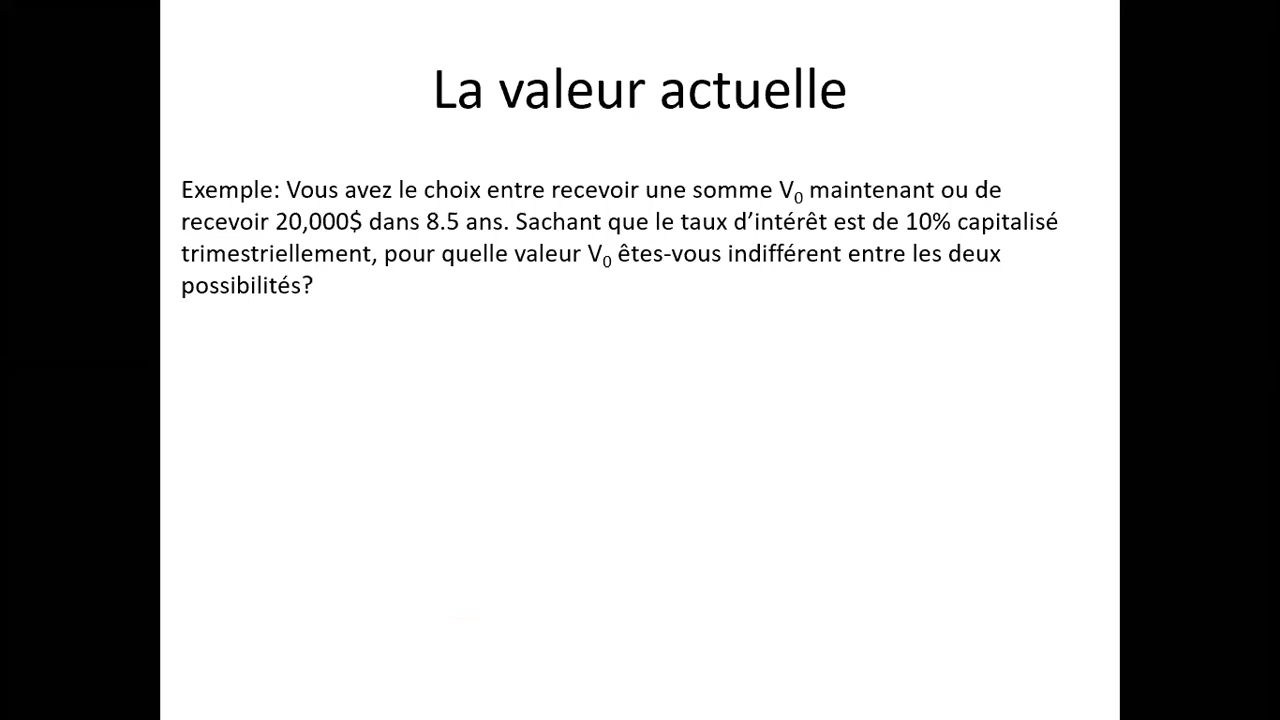 La valeur actuelle
Exemple: Vous avez le choix entre recevoir une somme V₀ maintenant ou de
recevoir 20,000$ dans 8.5 ans. Sachant que le taux d’intérêt est de 10% capitalisé
trimestriellement, pour quelle valeur V₀ êtes-vous indifférent entre les deux
possibilités?